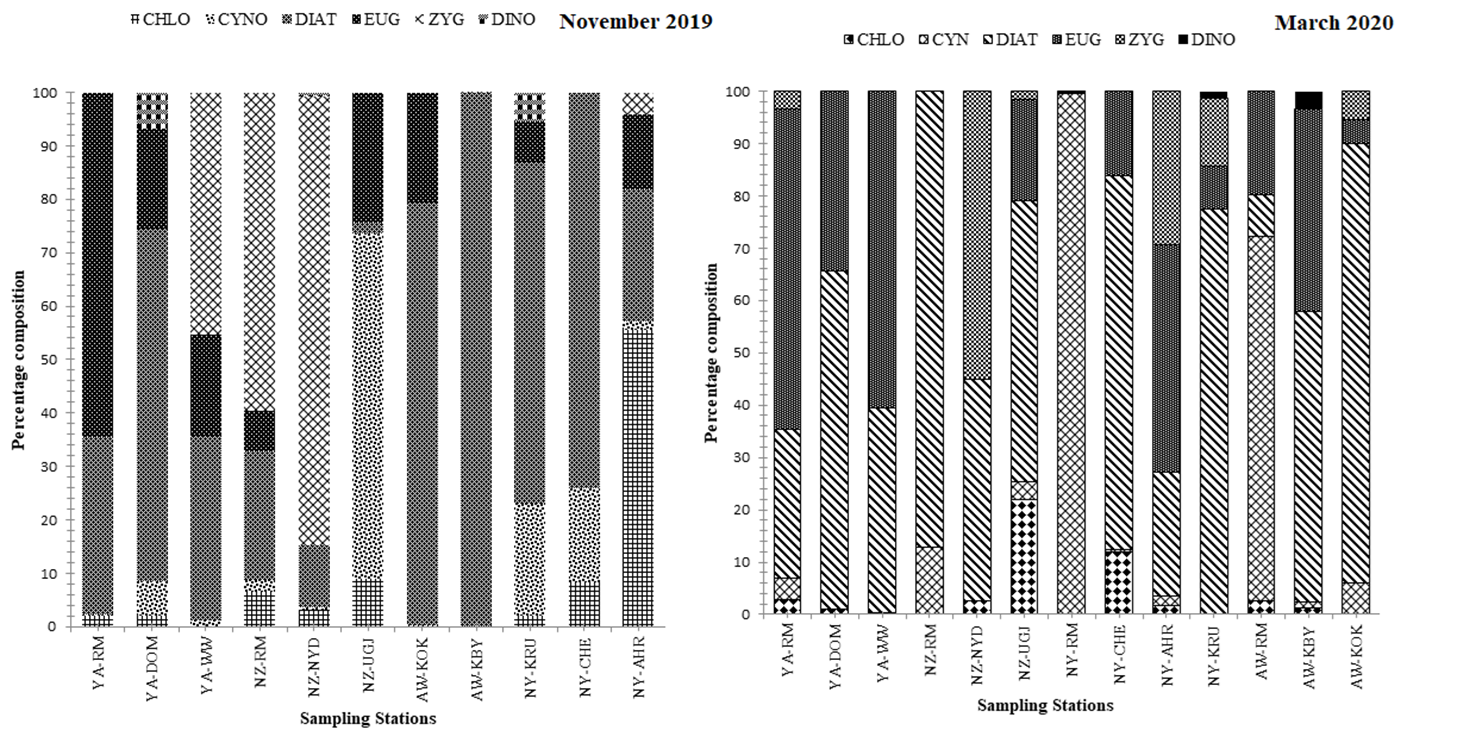 CHLO CYNO DIAT EUG ZYG DINO
November 2019
Percentage composition
100
90
80
70
60
50
40
30
20
10
0
YA-RM YA-DOM YA-WW NZ-RM NZ-NYD NZ-UGJ AW-KOK AW-KBY NY-KRU NY-CHE NY-AHR
Sampling Stations
March 2020
CHLO CYN DIAT EUG ZYG DINO
Percentage composition
100
90
80
70
60
50
40
30
20
10
0
YA-RM YA-DOM YA-WW NZ-RM NZ-NYD NZ-UGJ NY-RM NY-CHE NY-AHR NY-KRU AW-RM AW-KBY AW-KOK
Sampling Stations